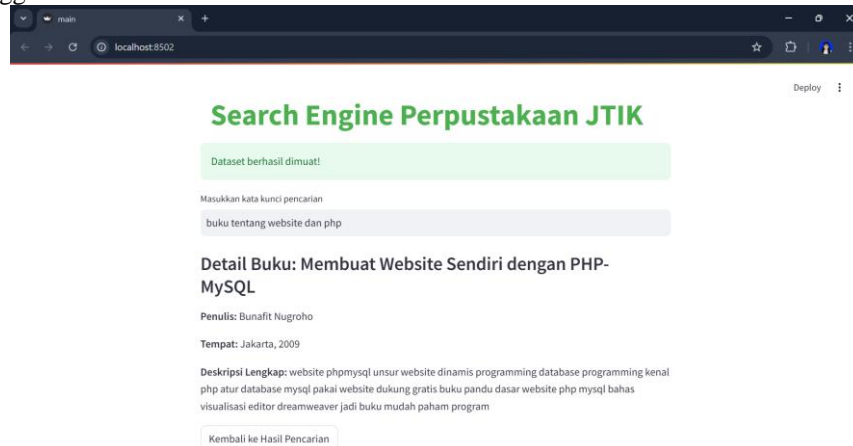 main
localhost:8502
Deploy
Search Engine Perpustakaan JTIK
Dataset berhasil dimuat!
Masukkan kata kunci pencarian
buku tentang website dan php
Detail Buku: Membuat Website Sendiri dengan PHP-
MySQL
Penulis: Bunafit Nugroho
Tempat: Jakarta, 2009
Deskripsi Lengkap: website phpmysql unsur website dinamis programming database programming kenal
php atur database mysql pakai website dukung gratis buku pandu dasar website php mysql bahas
visualisasi editor dreamweaver jadi buku mudah paham program
Kembali ke Hasil Pencarian